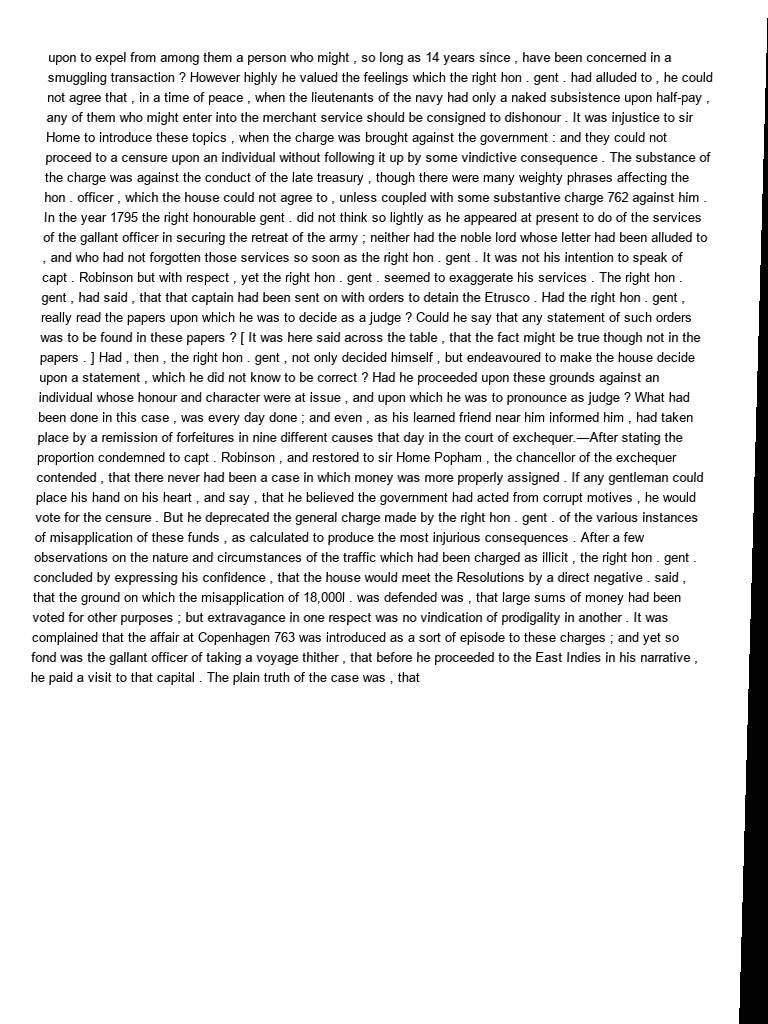 upon to expel from among them a person who might , so long as 14 years since , have been concerned in a
smuggling transaction ? However highly he valued the feelings which the right hon . gent . had alluded to , he could
not agree that , in a time of peace , when the lieutenants of the navy had only a naked subsistence upon half-pay ,
any of them who might enter into the merchant service should be consigned to dishonour . It was injustice to sir
Home to introduce these topics , when the charge was brought against the government : and they could not
proceed to a censure upon an individual without following it up by some vindictive consequence . The substance of
the charge was against the conduct of the late treasury , though there were many weighty phrases affecting the
hon . officer , which the house could not agree to , unless coupled with some substantive charge 762 against him .
In the year 1795 the right honourable gent . did not think so lightly as he appeared at present to do of the services
of the gallant officer in securing the retreat of the army ; neither had the noble lord whose letter had been alluded to
, and who had not forgotten those services so soon as the right hon . gent . It was not his intention to speak of
capt . Robinson but with respect , yet the right hon . gent . seemed to exaggerate his services . The right hon .
gent , had said , that that captain had been sent on with orders to detain the Etrusco . Had the right hon . gent ,
really read the papers upon which he was to decide as a judge ? Could he say that any statement of such orders
was to be found in these papers ? [ It was here said across the table , that the fact might be true though not in the
papers . ] Had , then , the right hon . gent , not only decided himself , but endeavoured to make the house decide
upon a statement , which he did not know to be correct ? Had he proceeded upon these grounds against an
individual whose honour and character were at issue , and upon which he was to pronounce as judge ? What had
been done in this case , was every day done ; and even , as his learned friend near him informed him , had taken
place by a remission of forfeitures in nine different causes that day in the court of exchequer.—After stating the
proportion condemned to capt . Robinson , and restored to sir Home Popham , the chancellor of the exchequer
contended , that there never had been a case in which money was more properly assigned . If any gentleman could
place his hand on his heart , and say , that he believed the government had acted from corrupt motives , he would
vote for the censure . But he deprecated the general charge made by the right hon . gent . of the various instances
of misapplication of these funds , as calculated to produce the most injurious consequences . After a few
observations on the nature and circumstances of the traffic which had been charged as illicit , the right hon . gent .
concluded by expressing his confidence , that the house would meet the Resolutions by a direct negative . said ,
that the ground on which the misapplication of 18,000l . was defended was , that large sums of money had been
voted for other purposes ; but extravagance in one respect was no vindication of prodigality in another . It was
complained that the affair at Copenhagen 763 was introduced as a sort of episode to these charges ; and yet so
fond was the gallant officer of taking a voyage thither , that before he proceeded to the East Indies in his narrative ,
he paid a visit to that capital . The plain truth of the case was , that